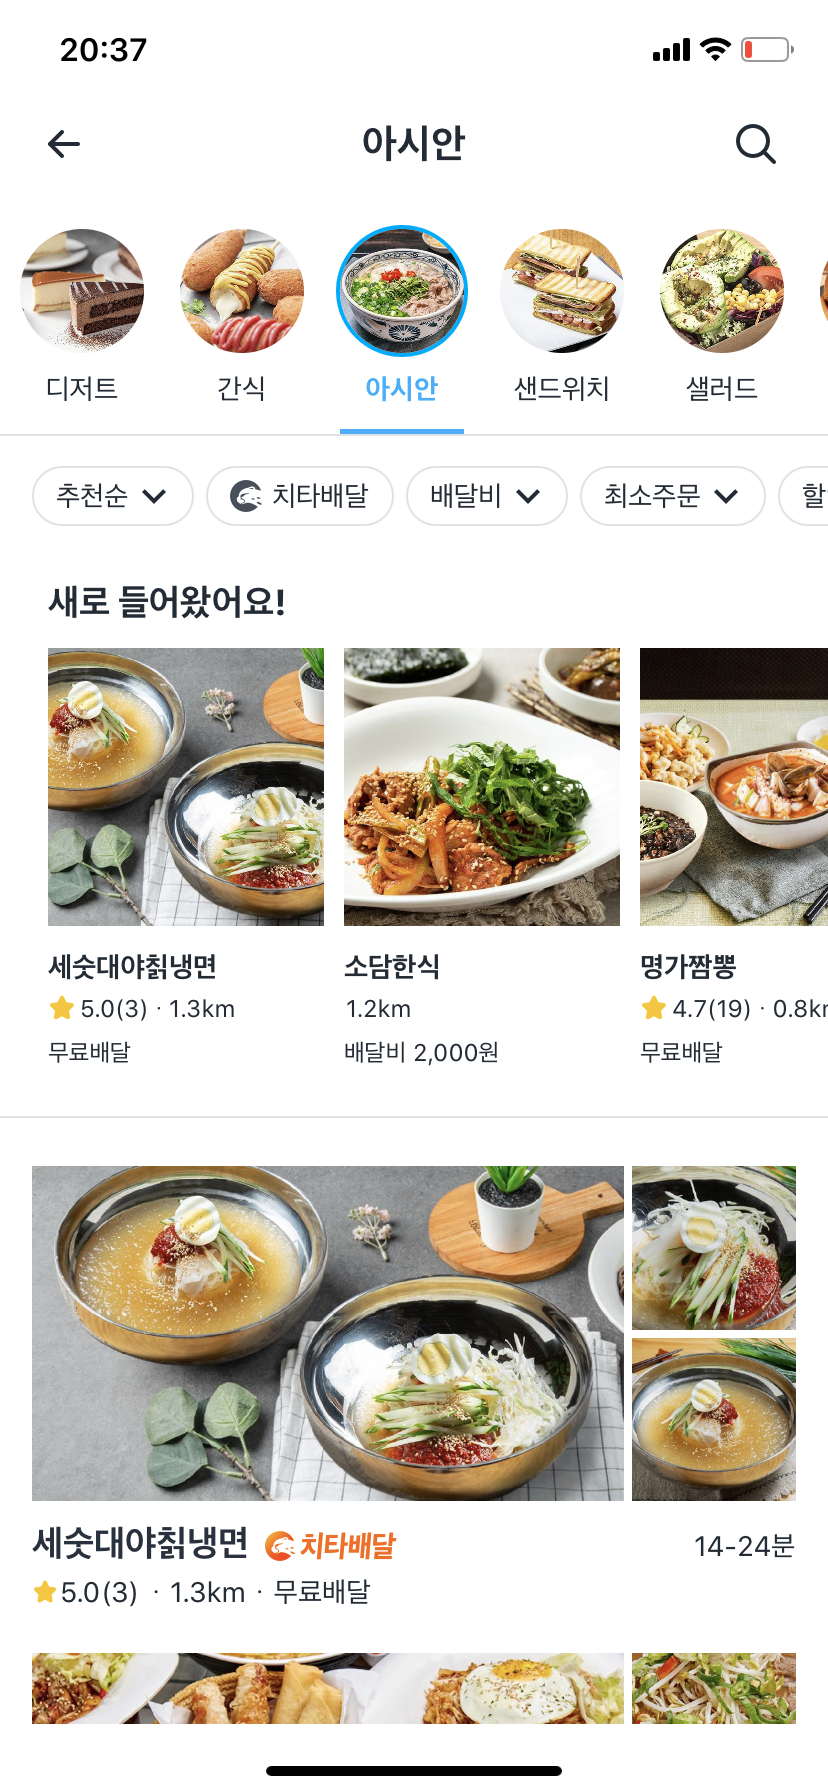 20:37
아시안
디저트
간식
아시안
샌드위치
샐러드
추천순
치타배달
배달비
최소주문
할
새로 들어왔어요!
세숫대야칡냉면
5.0(3) · 1.3km
무료배달
소담한식
1.2km
배달비 2,000원
명가짬뽕
4.7(19) · 0.8k
무료배달
세숫대야칡냉면 치타배달
14-24분
5.0(3) · 1.3km · 무료배달